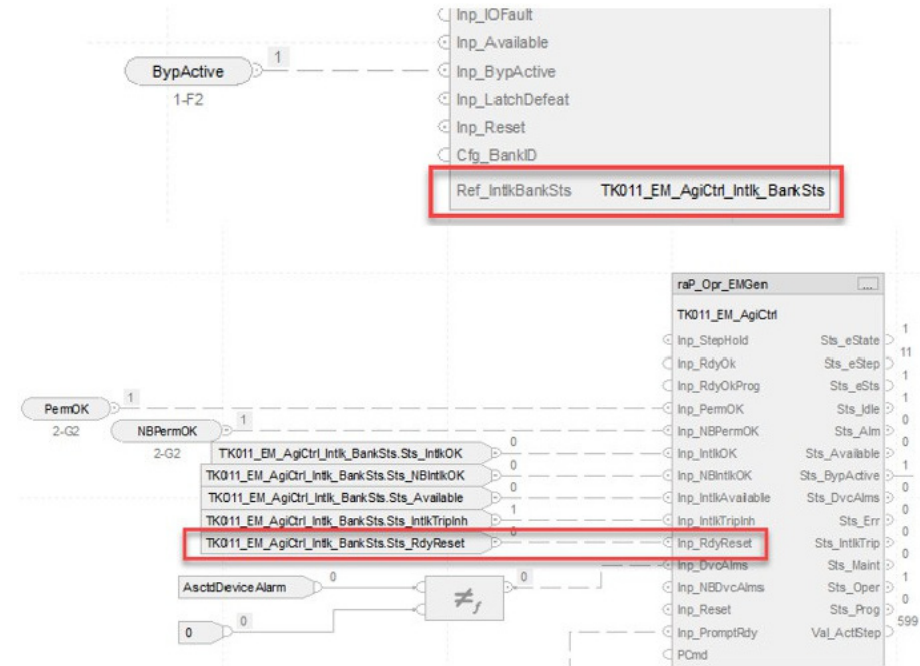 Inp_IOFault
Inp_Available
BypActive 1 Inp_BypActive
1-F2
Inp_LatchDefeat
Inp_Reset
Cfg_BankID
Ref_IntlkBankSts TK011_EM_AgiCtrl_Intlk_BankSts
raP_Opr_EMGen ...
TK011_EM_AgiCtrl
Inp_StepHold Sts_eState 1
Inp_RdyOk Sts_eStep 11
Inp_RdyOkProg Sts_eSts 1
PermOK 1 Inp_PermOK Sts_Idle 1
2-G2
NBPermOK 1 Inp_NBPermOK Sts_Alm 0
2-G2
TK011_EM_AgiCtrl_Intlk_BankSts.Sts_IntlkOK 0 Inp_IntlkOK Sts_Available 0
TK011_EM_AgiCtrl_Intlk_BankSts.Sts_NBIntlkOK 0 Inp_NBIntlkOK Sts_BypActive 1
TK011_EM_AgiCtrl_Intlk_BankSts.Sts_Available 0 Inp_IntlkAvailable Sts_DvcAlms 0
TK011_EM_AgiCtrl_Intlk_BankSts.Sts_IntlkTripInh 1 Inp_IntlkTripInh Sts_Err 0
TK011_EM_AgiCtrl_Intlk_BankSts.Sts_RdyReset 0 Inp_RdyReset Sts_IntlkTrip 0
Inp_DvcAlms Sts_Maint 0
AsctdDeviceAlarm 0 ≠f 0 Inp_NBDvcAlms Sts_Oper 1
Inp_Reset Sts_Prog 0
0 0 Inp_PromptRdy Val_ActlStep 599
PCmd